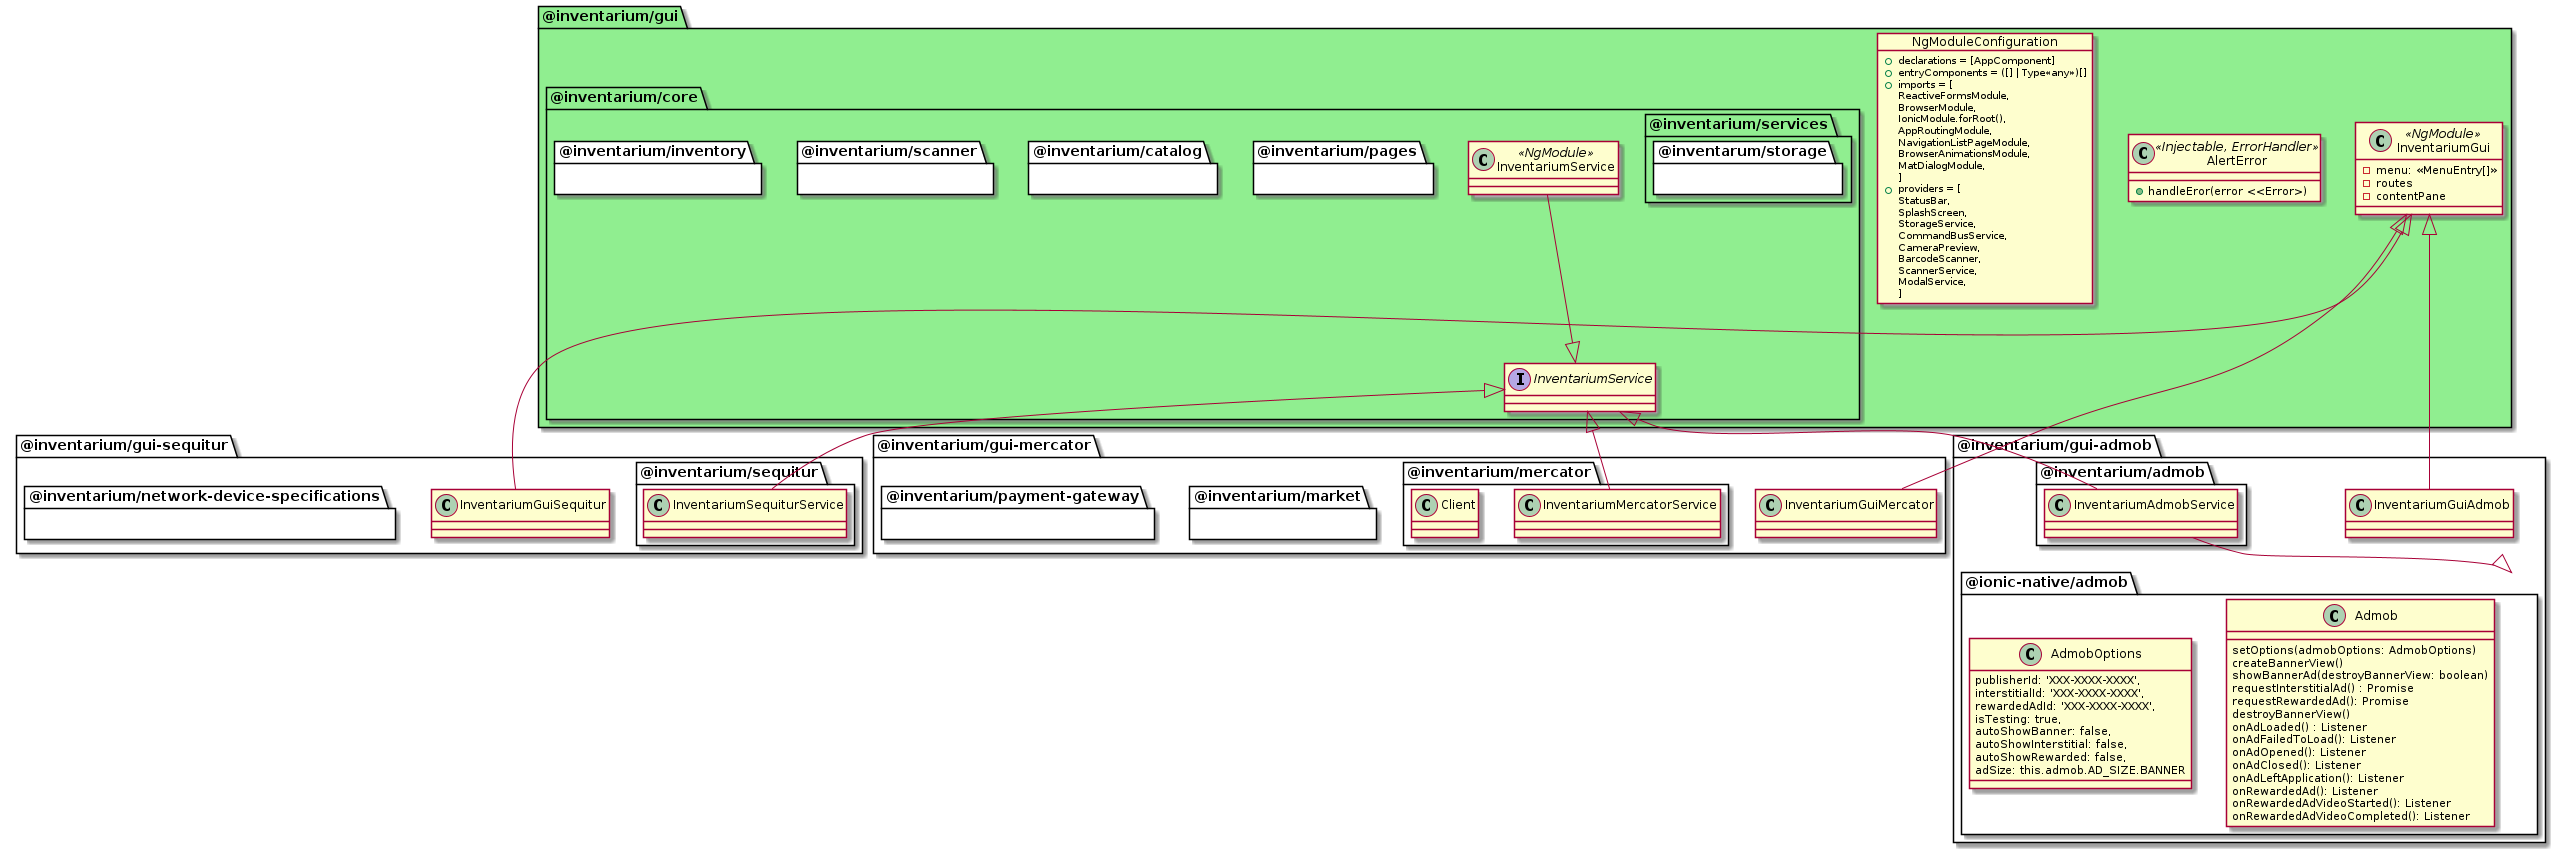 @inventarium/gui
NgModuleConfiguration
declarations = [AppComponent]
entryComponents = ([] | Type«any»)[]
imports = [
ReactiveFormsModule,
BrowserModule,
IonicModule.forRoot(),
AppRoutingModule,
NavigationListPageModule,
BrowserAnimationsModule,
MatDialogModule,
]
providers = [
StatusBar,
SplashScreen,
StorageService,
CommandBusService,
CameraPreview,
BarcodeScanner,
ScannerService,
ModalService,
]
C
«Injectable, ErrorHandler»
AlertError
handleEror(error <<Error>)
C
«NgModule»
InventariumGui
menu: «MenuEntry[]»
routes
contentPane
@inventarium/core
@inventarium/inventory
@inventarium/scanner
@inventarium/catalog
@inventarium/pages
C
«NgModule»
InventariumService
@inventarium/services
@inventarum/storage
I InventariumService
@inventarium/gui-sequitur
@inventarium/network-device-specifications
C InventariumGuiSequitur
@inventarium/sequitur
C InventariumSequiturService
@inventarium/gui-mercator
@inventarium/payment-gateway
@inventarium/market
@inventarium/mercator
C Client
C InventariumMercatorService
C InventariumGuiMercator
@inventarium/gui-admob
@inventarium/admob
C InventariumAdmobService
C InventariumGuiAdmob
@ionic-native/admob
C AdmobOptions
publisherId: 'XXX-XXXX-XXXX',
interstitialId: 'XXX-XXXX-XXXX',
rewardedAdId: 'XXX-XXXX-XXXX',
isTesting: true,
autoShowBanner: false,
autoShowInterstitial: false,
autoShowRewarded: false,
adSize: this.admob.AD_SIZE.BANNER
C Admob
setOptions(admobOptions: AdmobOptions)
createBannerView()
showBannerAd(destroyBannerView: boolean)
requestInterstitialAd() : Promise
requestRewardedAd(): Promise
destroyBannerView()
onAdLoaded() : Listener
onAdFailedToLoad(): Listener
onAdOpened(): Listener
onAdClosed(): Listener
onAdLeftApplication(): Listener
onRewardedAd(): Listener
onRewardedAdVideoStarted(): Listener
onRewardedAdVideoCompleted(): Listener